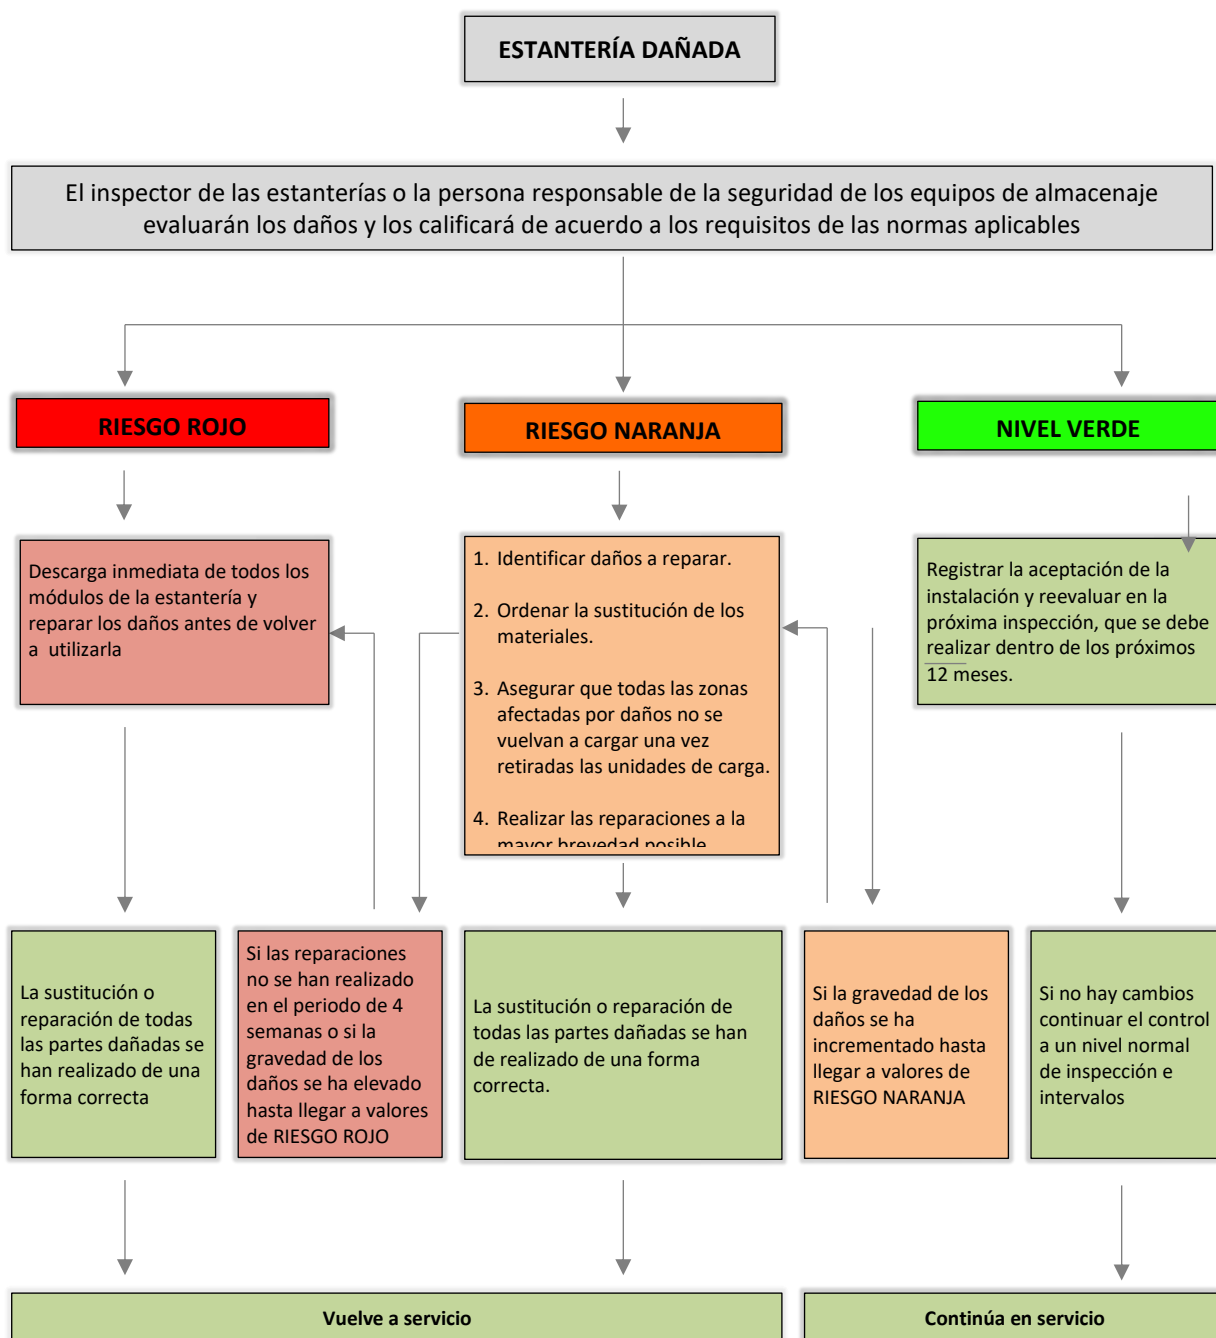 ESTANTERÍA DAÑADA
El inspector de las estanterías o la persona responsable de la seguridad de los equipos de almacenaje
evaluarán los daños y los calificará de acuerdo a los requisitos de las normas aplicables
RIESGO ROJO
RIESGO NARANJA
NIVEL VERDE
Descarga inmediata de todos los
módulos de la estantería y
reparar los daños antes de volver
a utilizarla
1. Identificar daños a reparar.
2. Ordenar la sustitución de los
materiales.
3. Asegurar que todas las zonas
afectadas por daños no se
vuelvan a cargar una vez
retiradas las unidades de carga.
4. Realizar las reparaciones a la
mayor brevedad posible
Registrar la aceptación de la
instalación y reevaluar en la
próxima inspección, que se debe
realizar dentro de los próximos
12 meses.
La sustitución o
reparación de todas
las partes dañadas se
han realizado de una
forma correcta
Si las reparaciones
no se han realizado
en el periodo de 4
semanas o si la
gravedad de los
daños se ha elevado
hasta llegar a valores
de RIESGO ROJO
La sustitución o reparación de
todas las partes dañadas se han
de realizado de una forma
correcta.
Si la gravedad de los
daños se ha
incrementado hasta
llegar a valores de
RIESGO NARANJA
Si no hay cambios
continuar el control
a un nivel normal
de inspección e
intervalos
Vuelve a servicio
Continúa en servicio